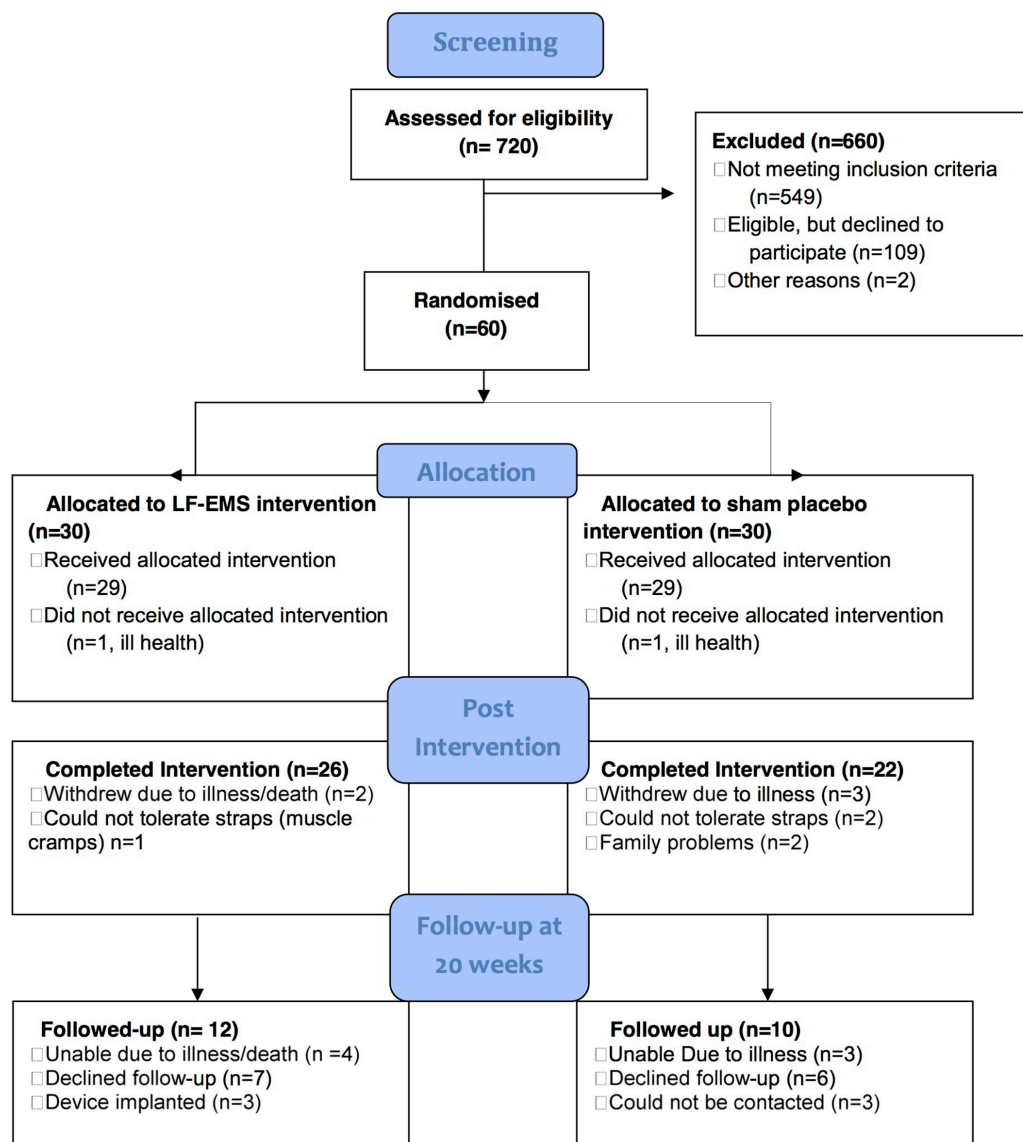 Screening
Assessed for eligibility
(n= 720)
Excluded (n=660)
□Not meeting inclusion criteria
(n=549)
□Eligible, but declined to
participate (n=109)
□Other reasons (n=2)
Randomised
(n=60)
Allocation
Allocated to LF-EMS intervention
(n=30)
□Received allocated intervention
(n=29)
□Did not receive allocated intervention
(n=1, ill health)
Allocated to sham placebo
intervention (n=30)
□Received allocated intervention
(n=29)
□Did not receive allocated intervention
(n=1, ill health)
Post
Intervention
Completed Intervention (n=26)
□Withdrew due to illness/death (n=2)
□Could not tolerate straps (muscle
cramps) n=1
Completed Intervention (n=22)
□Withdrew due to illness (n=3)
□Could not tolerate straps (n=2)
□Family problems (n=2)
Follow-up at
20 weeks
Followed-up (n= 12)
□Unable due to illness/death (n =4)
□Declined follow-up (n=7)
□Device implanted (n=3)
Followed up (n=10)
□Unable Due to illness (n=3)
□Declined follow-up (n=6)
□Could not be contacted (n=3)